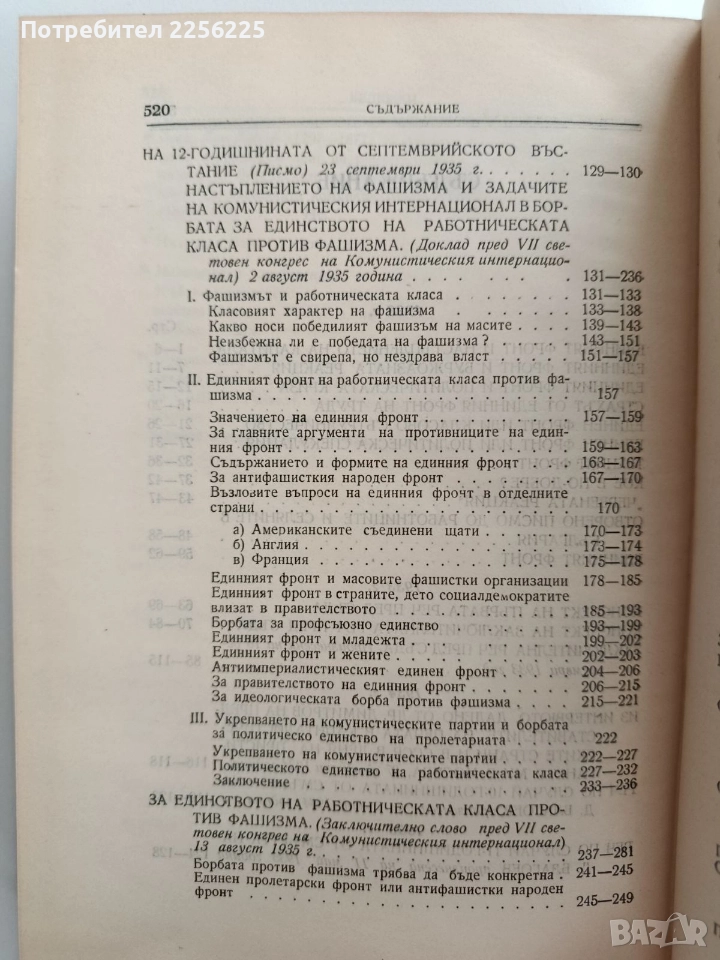 Потребител 2256225
520
СЪДЪРЖАНИЕ
НА 12-ГОДИШНИНАТА ОТ СЕПТЕМВРИЙСКОТО ВЪС-
ТАНИЕ (Писмо) 23 септември 1935 г. . . . . . . . 129—130
НАСТЪПЛЕНИЕТО НА ФАШИЗМА И ЗАДАЧИТЕ
НА КОМУНИСТИЧЕСКИЯ ИНТЕРНАЦИОНАЛ В БОР-
БАТА ЗА ЕДИНСТВОТО НА РАБОТНИЧЕСКАТА
КЛАСА ПРОТИВ ФАШИЗМА. (Доклад пред VII све-
товен конгрес на Комунистическия интернацио-
нал) 2 август 1935 година . . . . . . . . 131—236
I. Фашизмът и работническата класа . . . . . . . 131—133
Класовият характер на фашизма . . . . . . . 133—138
Какво носи победилият фашизъм на масите . . . 139—143
Неизбежна ли е победата на фашизма? . . . . . 143—151
Фашизмът е свирепа, но нездрава власт . . . . 151—157
II. Единният фронт на работническата класа против фа-
шизма . . . . . . . . . . . . . . . 157
Значението на единния фронт . . . . . . . . 157—159
За главните аргументи на противниците на един-
ния фронт . . . . . . . . . . . . . 159—163
Съдържанието и формите на единния фронт . . . 163—167
За антифашисткия народен фронт . . . . . . . 167—170
Възловите въпроси на единния фронт в отделните
страни . . . . . . . . . . . . . . 170
а) Американските съединени щати . . . . . . 170—173
б) Англия . . . . . . . . . . . . . 173—174
в) Франция . . . . . . . . . . . . . 175—178
Единният фронт и масовите фашистки организации 178—185
Единният фронт в страните, дето социалдемократите
влизат в правителството . . . . . . . . . 185—193
Борбата за профсъюзно единство . . . . . . . 193—199
Единният фронт и младежта . . . . . . . . . 199—202
Единният фронт и жените . . . . . . . . . . 202—203
Антиимпериалистическият единен фронт . . . . . 204—206
За правителството на единния фронт . . . . . . 206—215
За идеологическата борба против фашизма . . . . 215—221
III. Укрепването на комунистическите партии и борбата
за политическо единство на пролетариата . . . . 222
Укрепването на комунистическите партии . . . . 222—227
Политическото единство на работническата класа 227—232
Заключение . . . . . . . . . . . . . 233—236
ЗА ЕДИНСТВОТО НА РАБОТНИЧЕСКАТА КЛАСА ПРО-
ТИВ ФАШИЗМА. (Заключително слово пред VII све-
товен конгрес на Комунистическия интернационал)
13 август 1935 г. . . . . . . . . . . . . 237—281
Борбата против фашизма трябва да бъде конкретна . 241—245
Единен пролетарски фронт или антифашистки народен
фронт . . . . . . . . . . . . . . 245—249
BAZAR